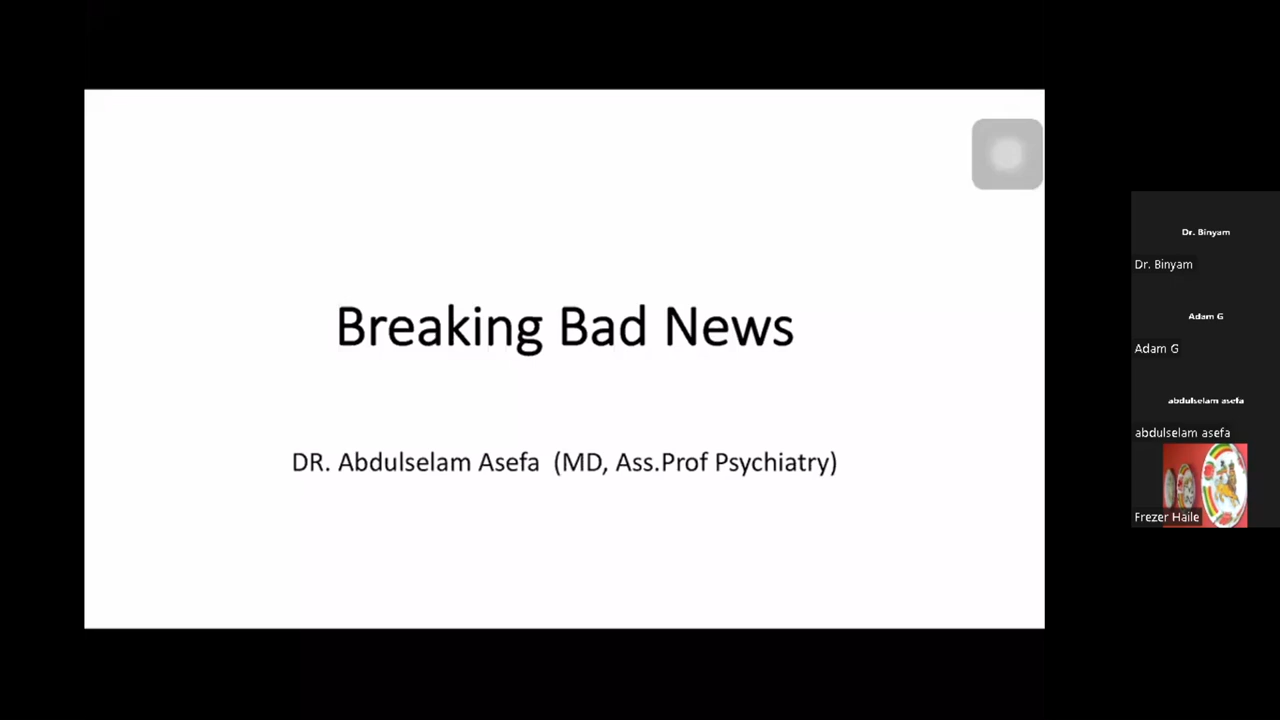 Breaking Bad News
DR. Abdulselam Asefa (MD, Ass.Prof Psychiatry)
Dr. Binyam
Dr. Binyam
Adam G
Adam G
abdulselam asefa
abdulselam asefa
Frezer Haile